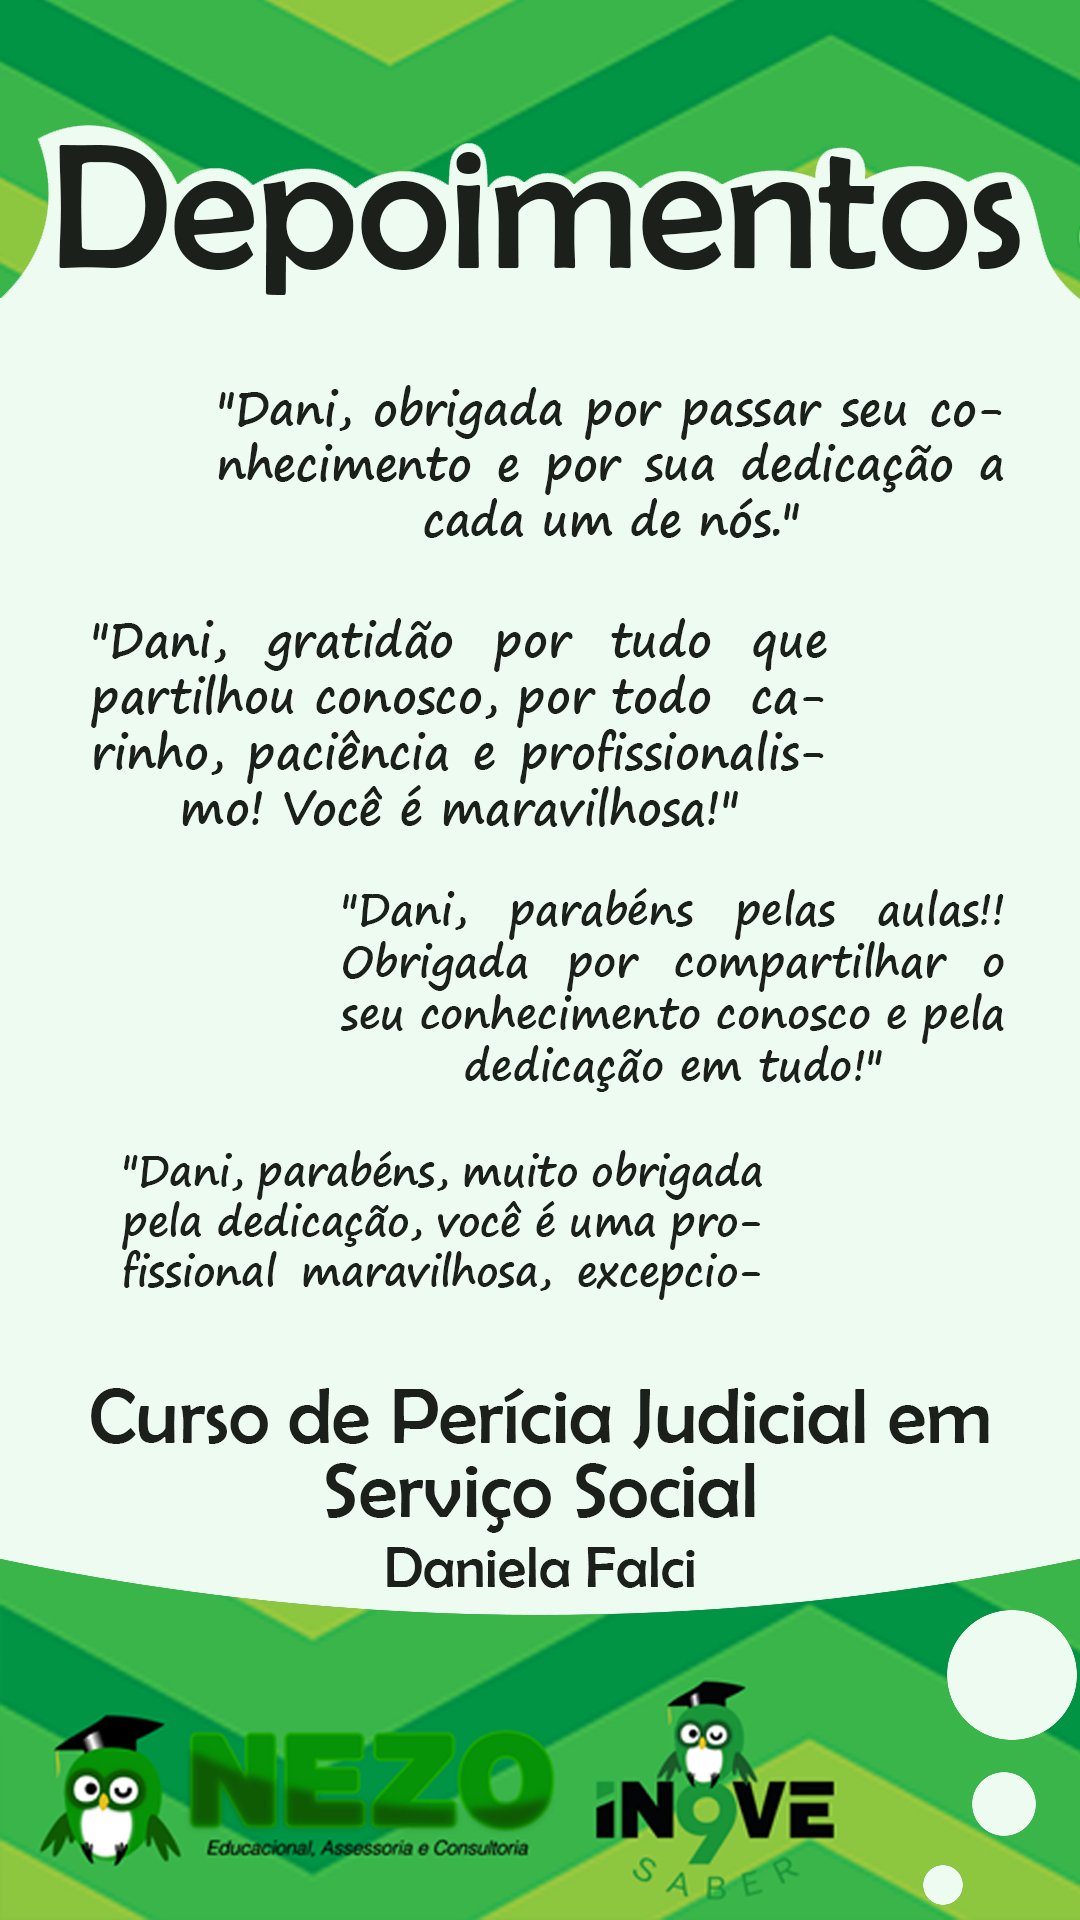 Depoimentos
"Dani, obrigada por passar seu co-
nhecimento e por sua dedicação a
cada um de nós."
"Dani, gratidão por tudo que
partilhou conosco, por todo ca-
rinho, paciência e profissionalis-
mo! Você é maravilhosa!"
"Dani, parabéns pelas aulas!!
Obrigada por compartilhar o
seu conhecimento conosco e pela
dedicação em tudo!"
"Dani, parabéns, muito obrigada
pela dedicação, você é uma pro-
fissional maravilhosa, excepcio-
Curso de Perícia Judicial em
Serviço Social
Daniela Falci
NEZO
Educacional, Assessoria e Consultoria
iN9VE
SABER